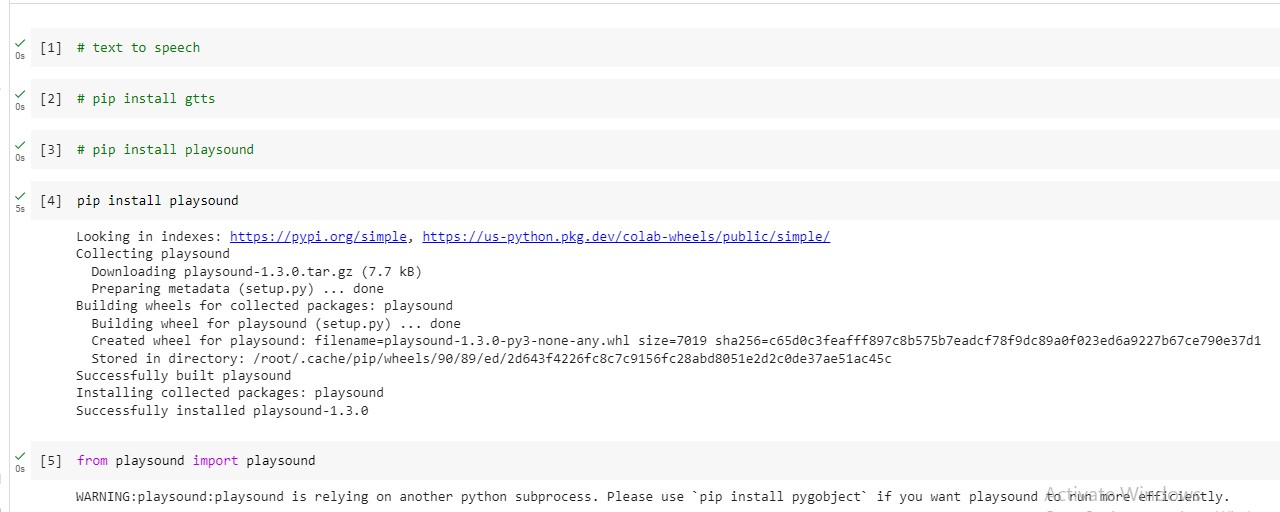 [1] # text to speech
0s
[2] # pip install gtts
0s
[3] # pip install playsound
0s
[4] pip install playsound
5s
Looking in indexes: https://pypi.org/simple, https://us-python.pkg.dev/colab-wheels/public/simple/
Collecting playsound
Downloading playsound-1.3.0.tar.gz (7.7 kB)
Preparing metadata (setup.py) ... done
Building wheels for collected packages: playsound
Building wheel for playsound (setup.py) ... done
Created wheel for playsound: filename=playsound-1.3.0-py3-none-any.whl size=7019 sha256=c65d0c3feafff897c8b575b7eadcf78f9dc89a0f023ed6a9227b67ce790e37d1
Stored in directory: /root/.cache/pip/wheels/90/89/ed/2d643f4226fc8c7c9156fc28abd8051e2d2c0de37ae51ac45c
Successfully built playsound
Installing collected packages: playsound
Successfully installed playsound-1.3.0
[5] from playsound import playsound
0s
WARNING:playsound:playsound is relying on another python subprocess. Please use `pip install pygobject` if you want playsound to run more efficiently.
Activate Windows